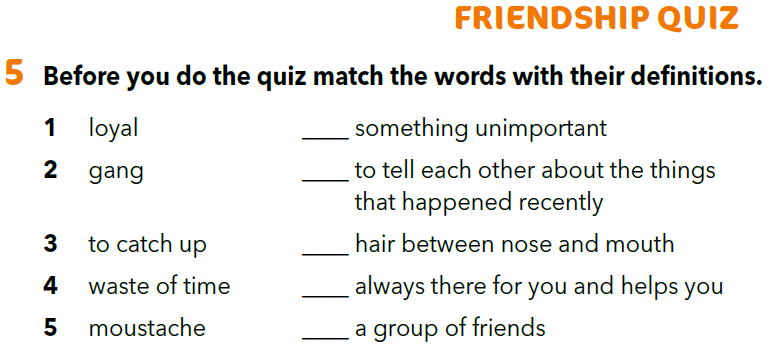 FRIENDSHIP QUIZ
5 Before you do the quiz match the words with their definitions.
1 loyal ____ something unimportant
2 gang ____ to tell each other about the things
that happened recently
3 to catch up ____ hair between nose and mouth
4 waste of time ____ always there for you and helps you
5 moustache ____ a group of friends